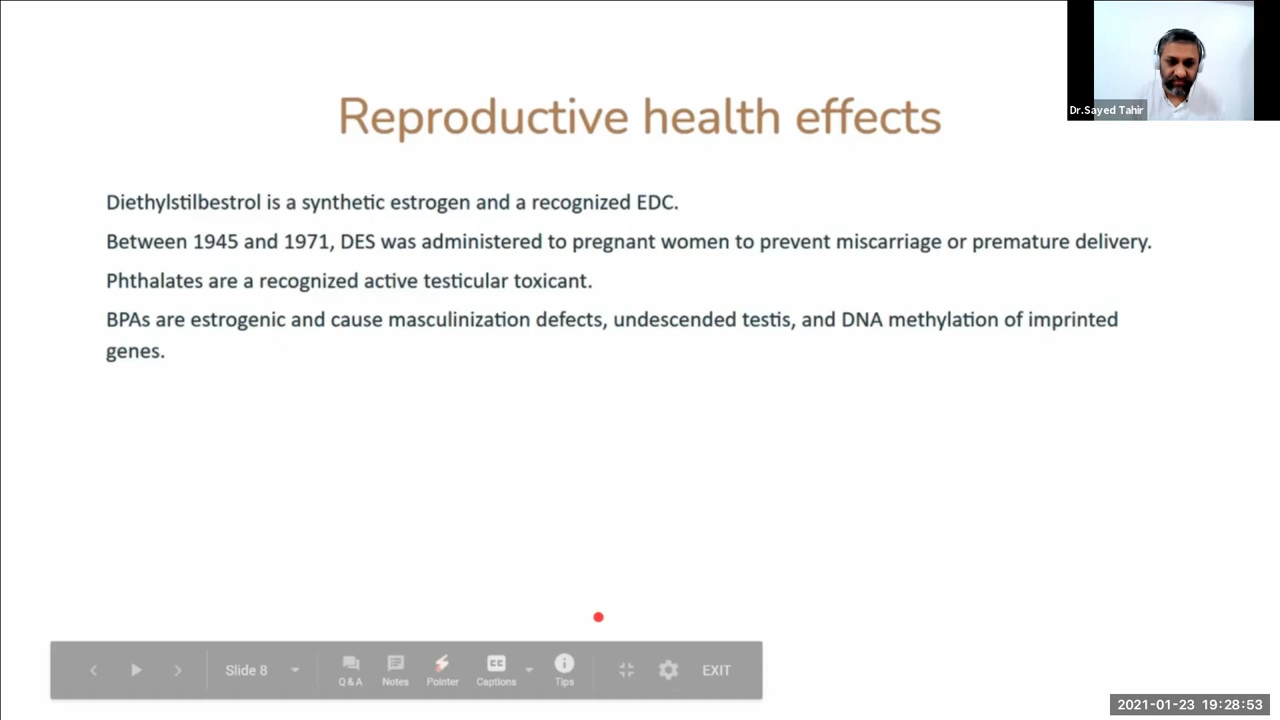 Reproductive health effects
Dr.Sayed Tahir
Diethylstilbestrol is a synthetic estrogen and a recognized EDC.
Between 1945 and 1971, DES was administered to pregnant women to prevent miscarriage or premature delivery.
Phthalates are a recognized active testicular toxicant.
BPAs are estrogenic and cause masculinization defects, undescended testis, and DNA methylation of imprinted
genes.
Slide 8
Q & A
Notes
Pointer
CC
Captions
Tips
EXIT
2021-01-23 19:28:53